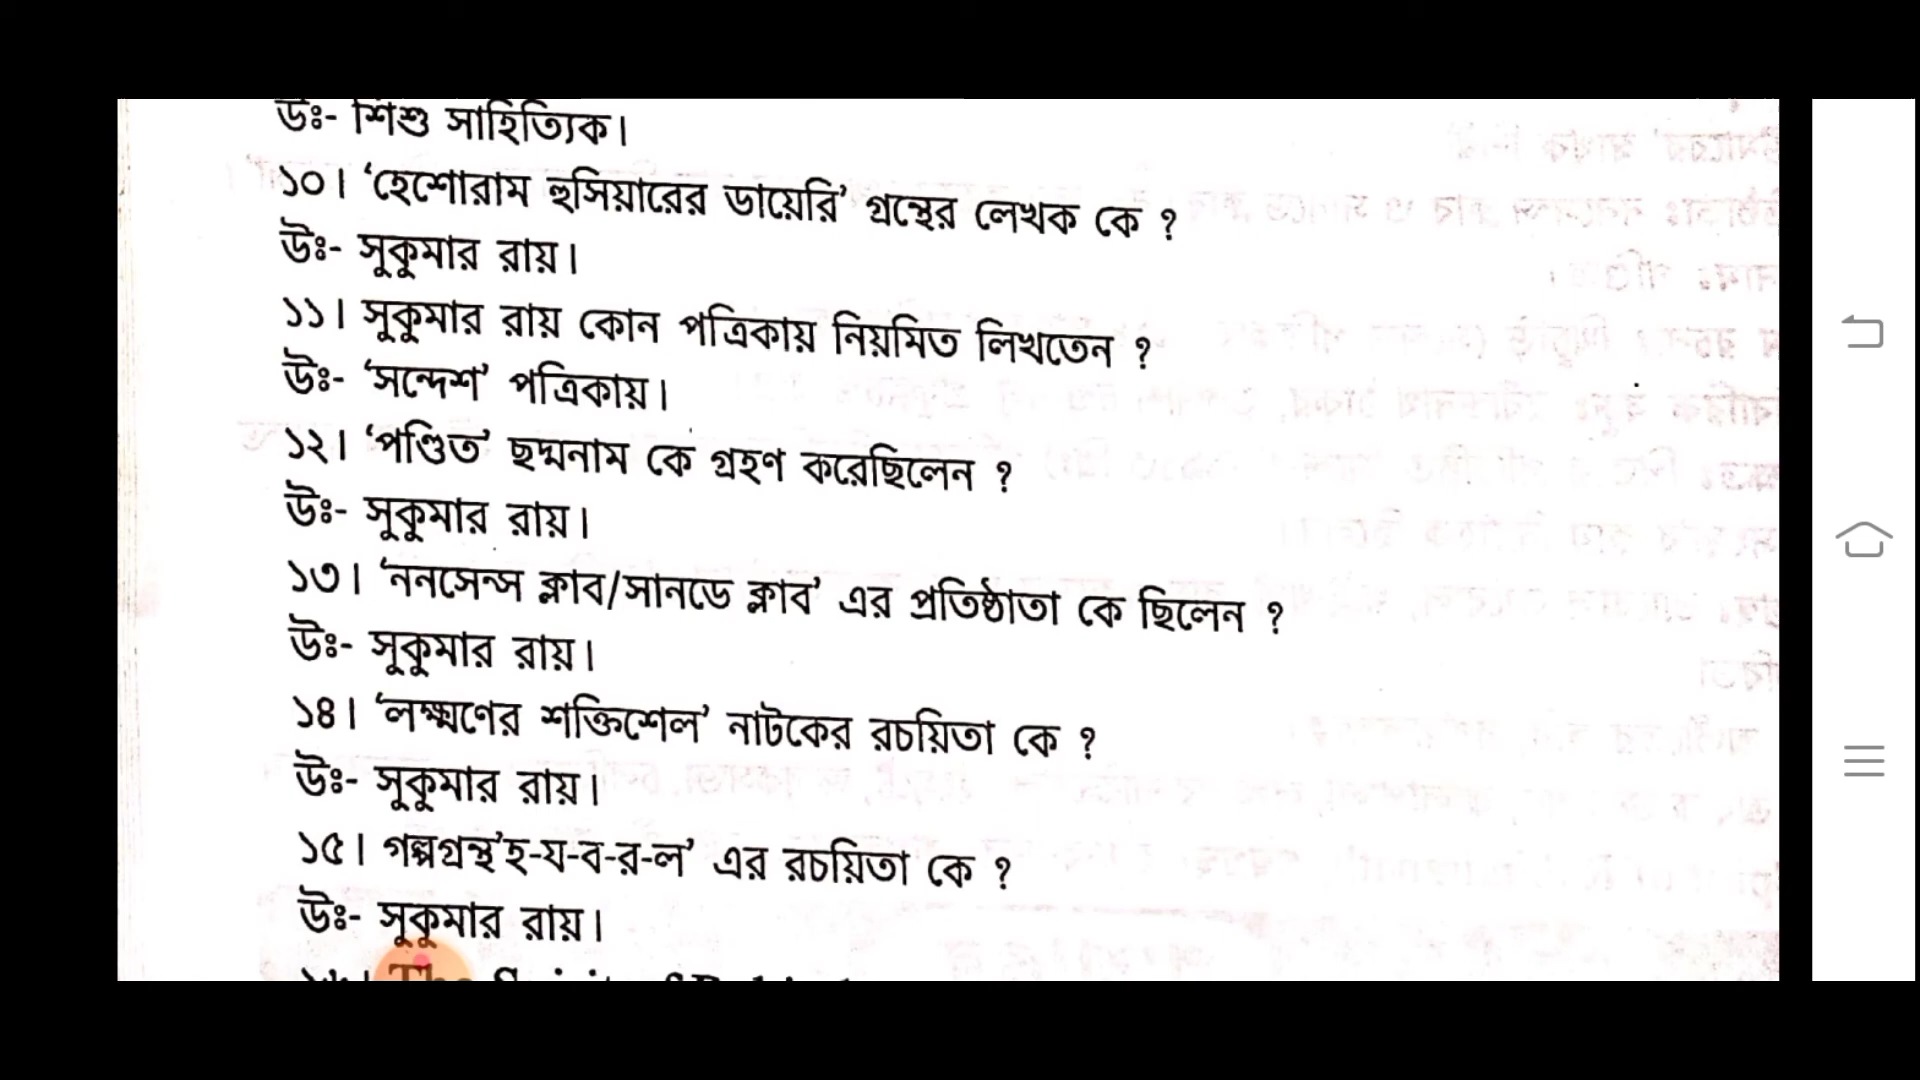 উঃ- শিশু সাহিত্যিক।
১০। ‘হেশোরাম হুসিয়ারের ডায়েরি’ গ্রন্থের লেখক কে ?
উঃ- সুকুমার রায়।
১১। সুকুমার রায় কোন পত্রিকায় নিয়মিত লিখতেন ?
উঃ- ‘সন্দেশ’ পত্রিকায়।
১২। ‘পণ্ডিত’ ছদ্মনাম কে গ্রহণ করেছিলেন ?
উঃ- সুকুমার রায়।
১৩। ‘ননসেন্স ক্লাব/সানডে ক্লাব’ এর প্রতিষ্ঠাতা কে ছিলেন ?
উঃ- সুকুমার রায়।
১৪। ‘লক্ষ্মণের শক্তিশেল’ নাটকের রচয়িতা কে ?
উঃ- সুকুমার রায়।
১৫। গল্পগ্রন্থ’হ-য-ব-র-ল’ এর রচয়িতা কে ?
উঃ- সুকুমার রায়।